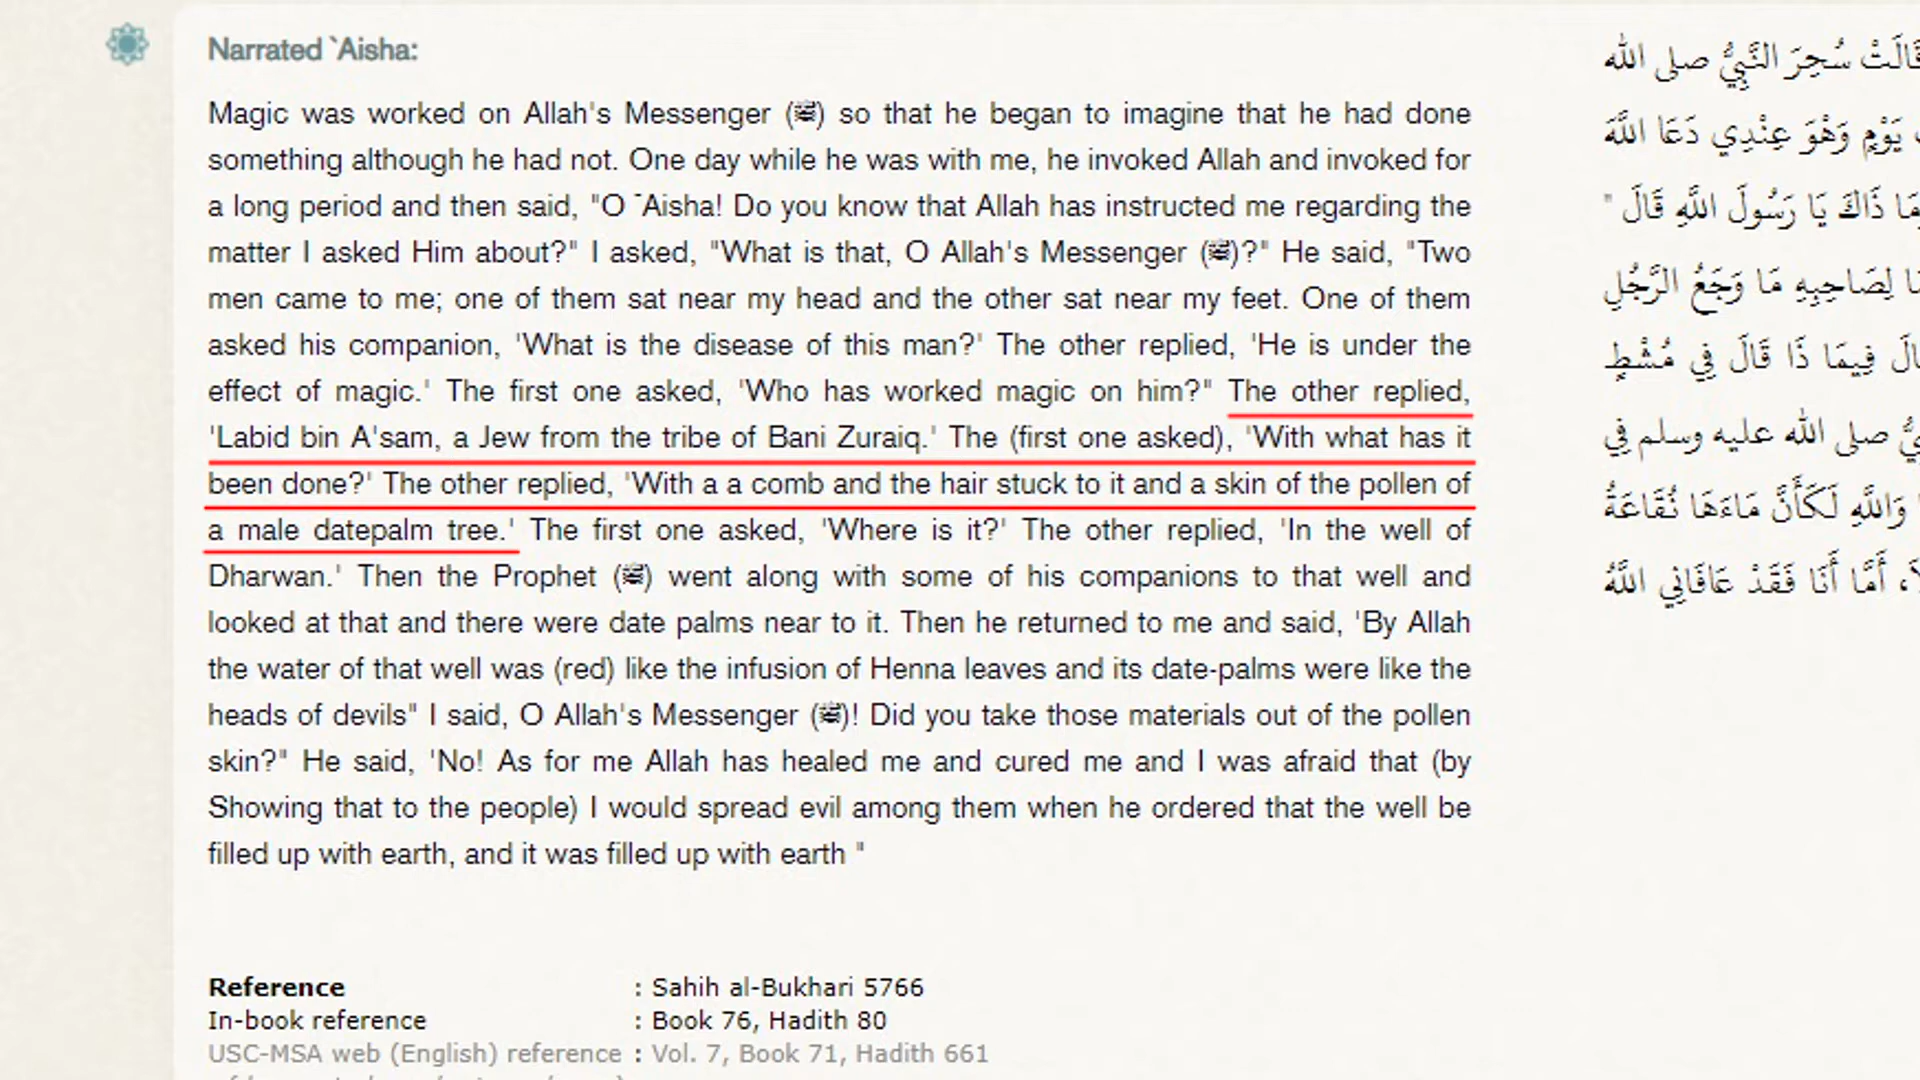 Narrated `Aisha:
Magic was worked on Allah's Messenger (ﷺ) so that he began to imagine that he had done
something although he had not. One day while he was with me, he invoked Allah and invoked for
a long period and then said, "O `Aisha! Do you know that Allah has instructed me regarding the
matter I asked Him about?" I asked, "What is that, O Allah's Messenger (ﷺ)?" He said, "Two
men came to me; one of them sat near my head and the other sat near my feet. One of them
asked his companion, 'What is the disease of this man?' The other replied, 'He is under the
effect of magic.' The first one asked, 'Who has worked magic on him?" The other replied,
'Labid bin A'sam, a Jew from the tribe of Bani Zuraiq.' The (first one asked), 'With what has it
been done?' The other replied, 'With a a comb and the hair stuck to it and a skin of the pollen of
a male datepalm tree.' The first one asked, 'Where is it?' The other replied, 'In the well of
Dharwan.' Then the Prophet (ﷺ) went along with some of his companions to that well and
looked at that and there were date palms near to it. Then he returned to me and said, 'By Allah
the water of that well was (red) like the infusion of Henna leaves and its date-palms were like the
heads of devils" I said, O Allah's Messenger (ﷺ)! Did you take those materials out of the pollen
skin?" He said, 'No! As for me Allah has healed me and cured me and I was afraid that (by
Showing that to the people) I would spread evil among them when he ordered that the well be
filled up with earth, and it was filled up with earth "
قَالَتْ سُحِرَ النَّبِيُّ صلى الله
يَوْمٍ وَهْوَ عِنْدِي دَعَا اللَّهَ
مَا ذَاكَ يَا رَسُولَ اللَّهِ قَالَ "
لِصَاحِبِهِ مَا وَجَعُ الرَّجُلِ
قَالَ فِيمَا ذَا قَالَ فِي مُشْطٍ
صلى الله عليه وسلم فِي
وَاللَّهِ لَكَأَنَّ مَاءَهَا نُقَاعَةُ
أَمَّا أَنَا فَقَدْ عَافَانِي اللَّهُ
Reference : Sahih al-Bukhari 5766
In-book reference : Book 76, Hadith 80
USC-MSA web (English) reference : Vol. 7, Book 71, Hadith 661